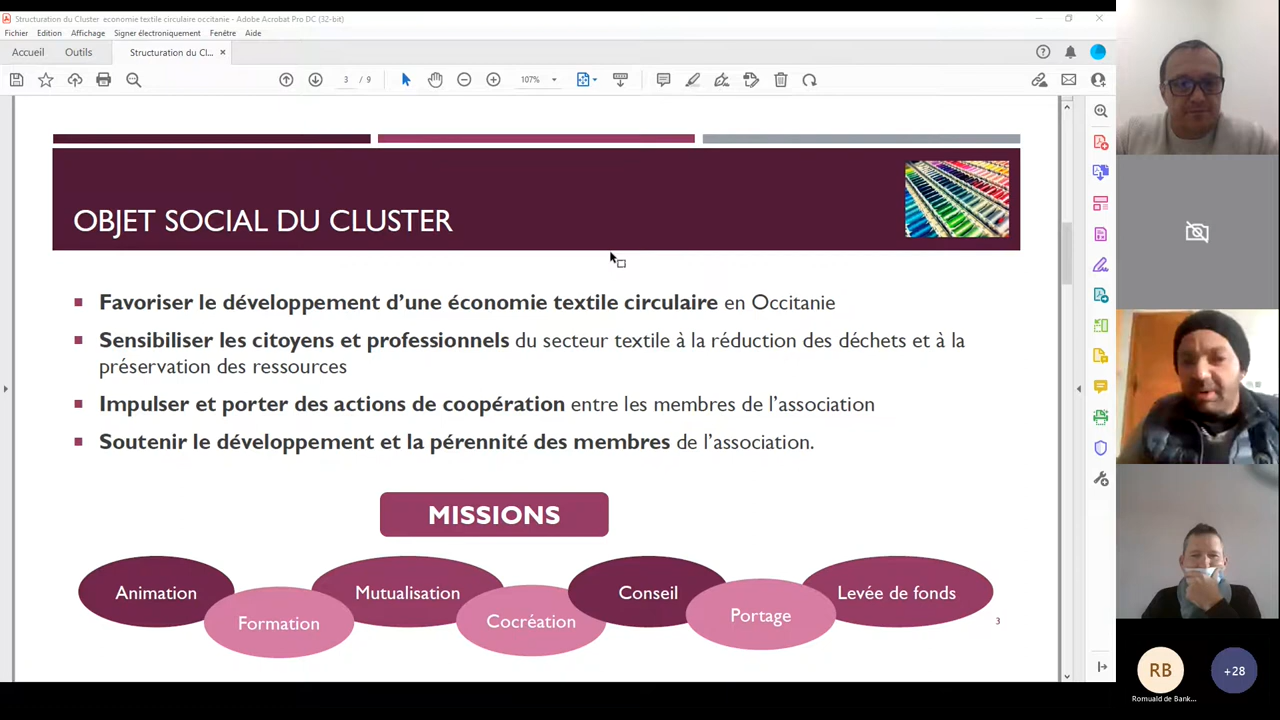 Structuration du Cluster economie textile circulaire occitanie - Adobe Acrobat Pro DC (32-bit)
Fichier Edition Affichage Signer électroniquement Fenêtre Aide
Accueil Outils Structuration du Cl... ×
3 / 9 107%
OBJET SOCIAL DU CLUSTER
Favoriser le développement d’une économie textile circulaire en Occitanie
Sensibiliser les citoyens et professionnels du secteur textile à la réduction des déchets et à la
préservation des ressources
Impulser et porter des actions de coopération entre les membres de l’association
Soutenir le développement et la pérennité des membres de l’association.
MISSIONS
Animation Mutualisation Conseil Levée de fonds
Formation Cocréation Portage
3
RB +28
Romuald de Bank...